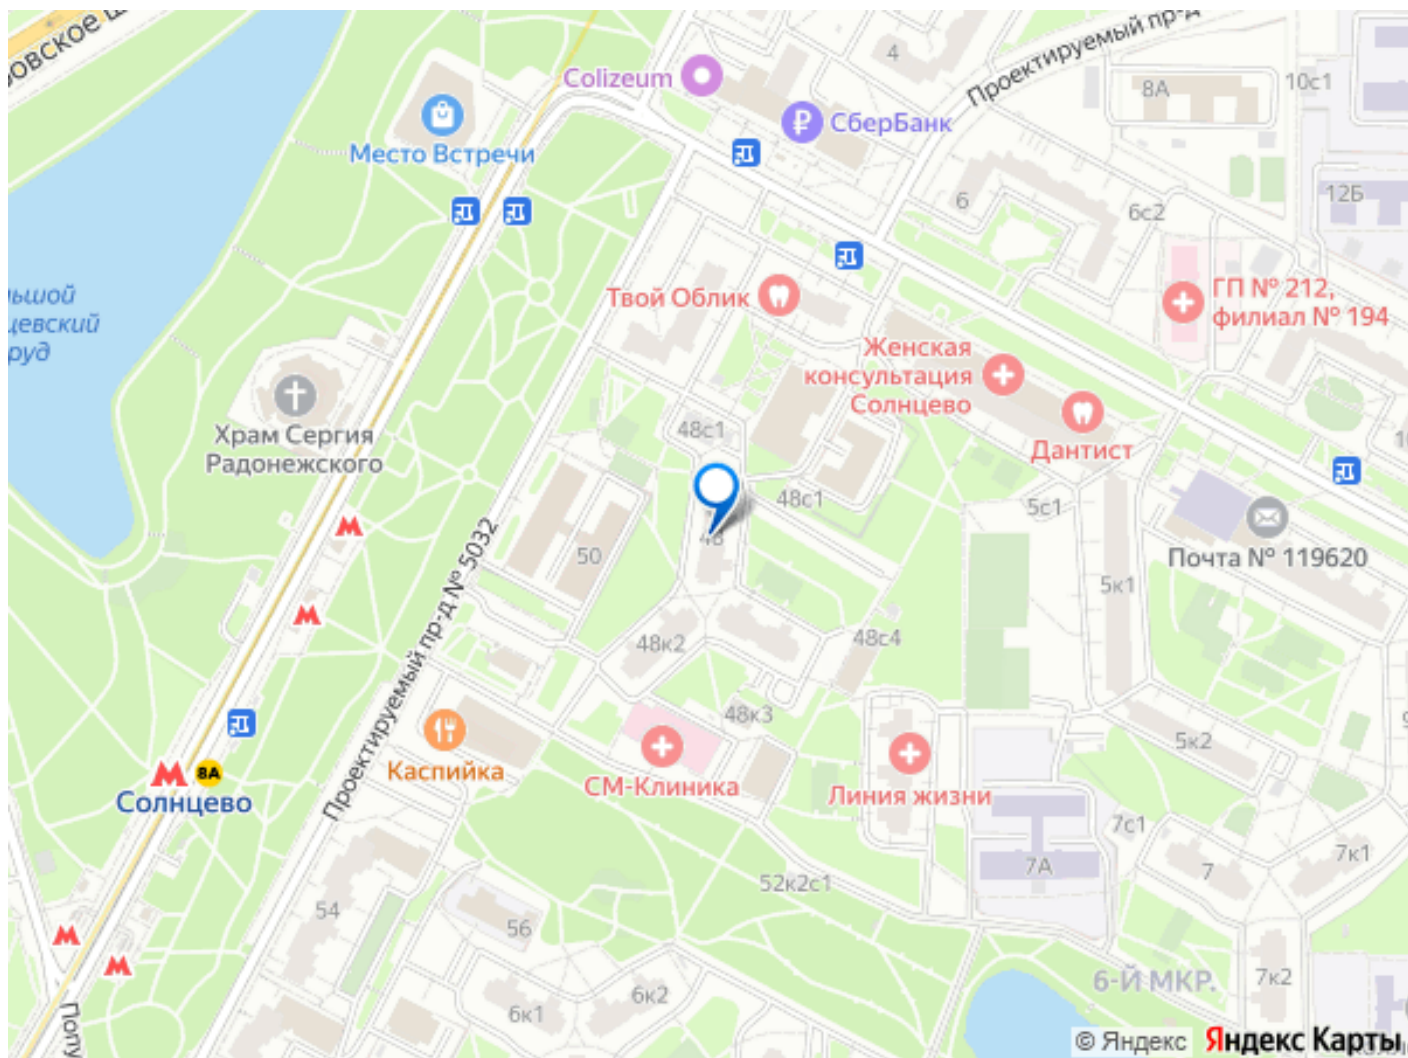 Проектируемый пр-д
4
Colizeum
8А
10с1
СберБанк
Место Встречи
12Б
6
6с2
ГП № 212,
филиал № 194
Твой Облик
Женская
консультация
Солнцево
Дантист
48с1
Храм Сергия
Радонежского
48с1
5с1
Почта № 119620
48
50
5к1
Проектируемый пр-д № 5032
48к2
48с4
48к3
5к2
Каспийка
СМ-Клиника
Линия жизни
8А
Солнцево
7с1
7к1
7А
7
52к2с1
54
56
6-Й МКР.
7к2
6к2
6к1
© Яндекс
Яндекс Карты